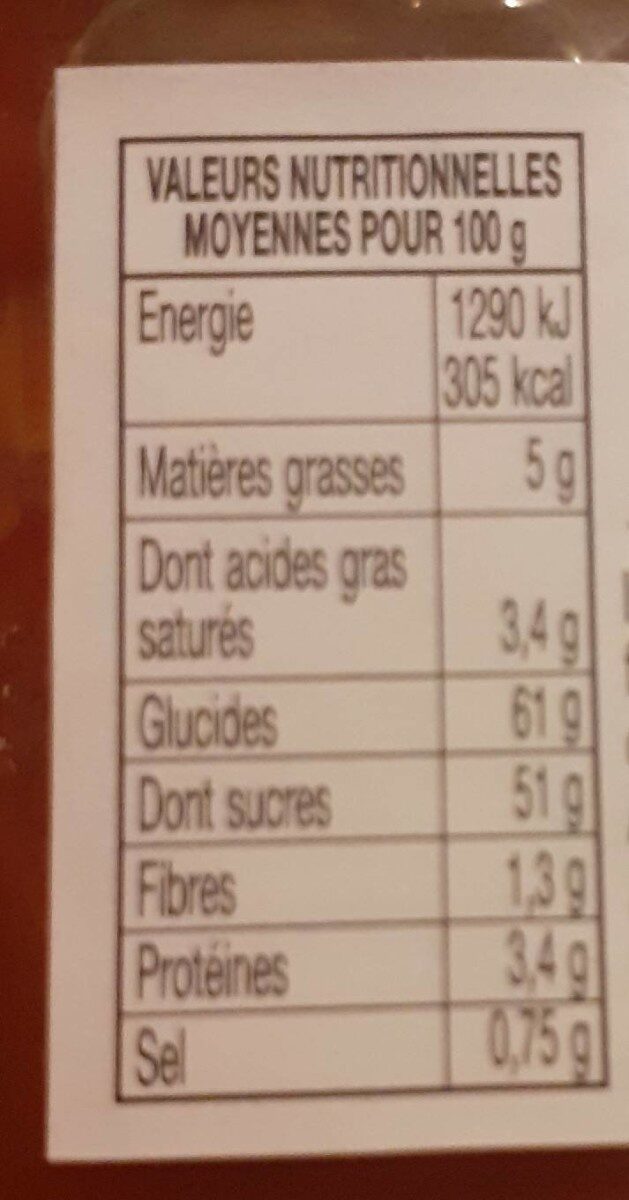 VALEURS NUTRITIONNELLES
MOYENNES POUR 100 g
Energie 1290 kJ
305 kcal
Matières grasses 5 g
Dont acides gras
saturés 3,4 g
Glucides 61 g
Dont sucres 51 g
Fibres 1,3 g
Protéines 3,4 g
Sel 0,75 g